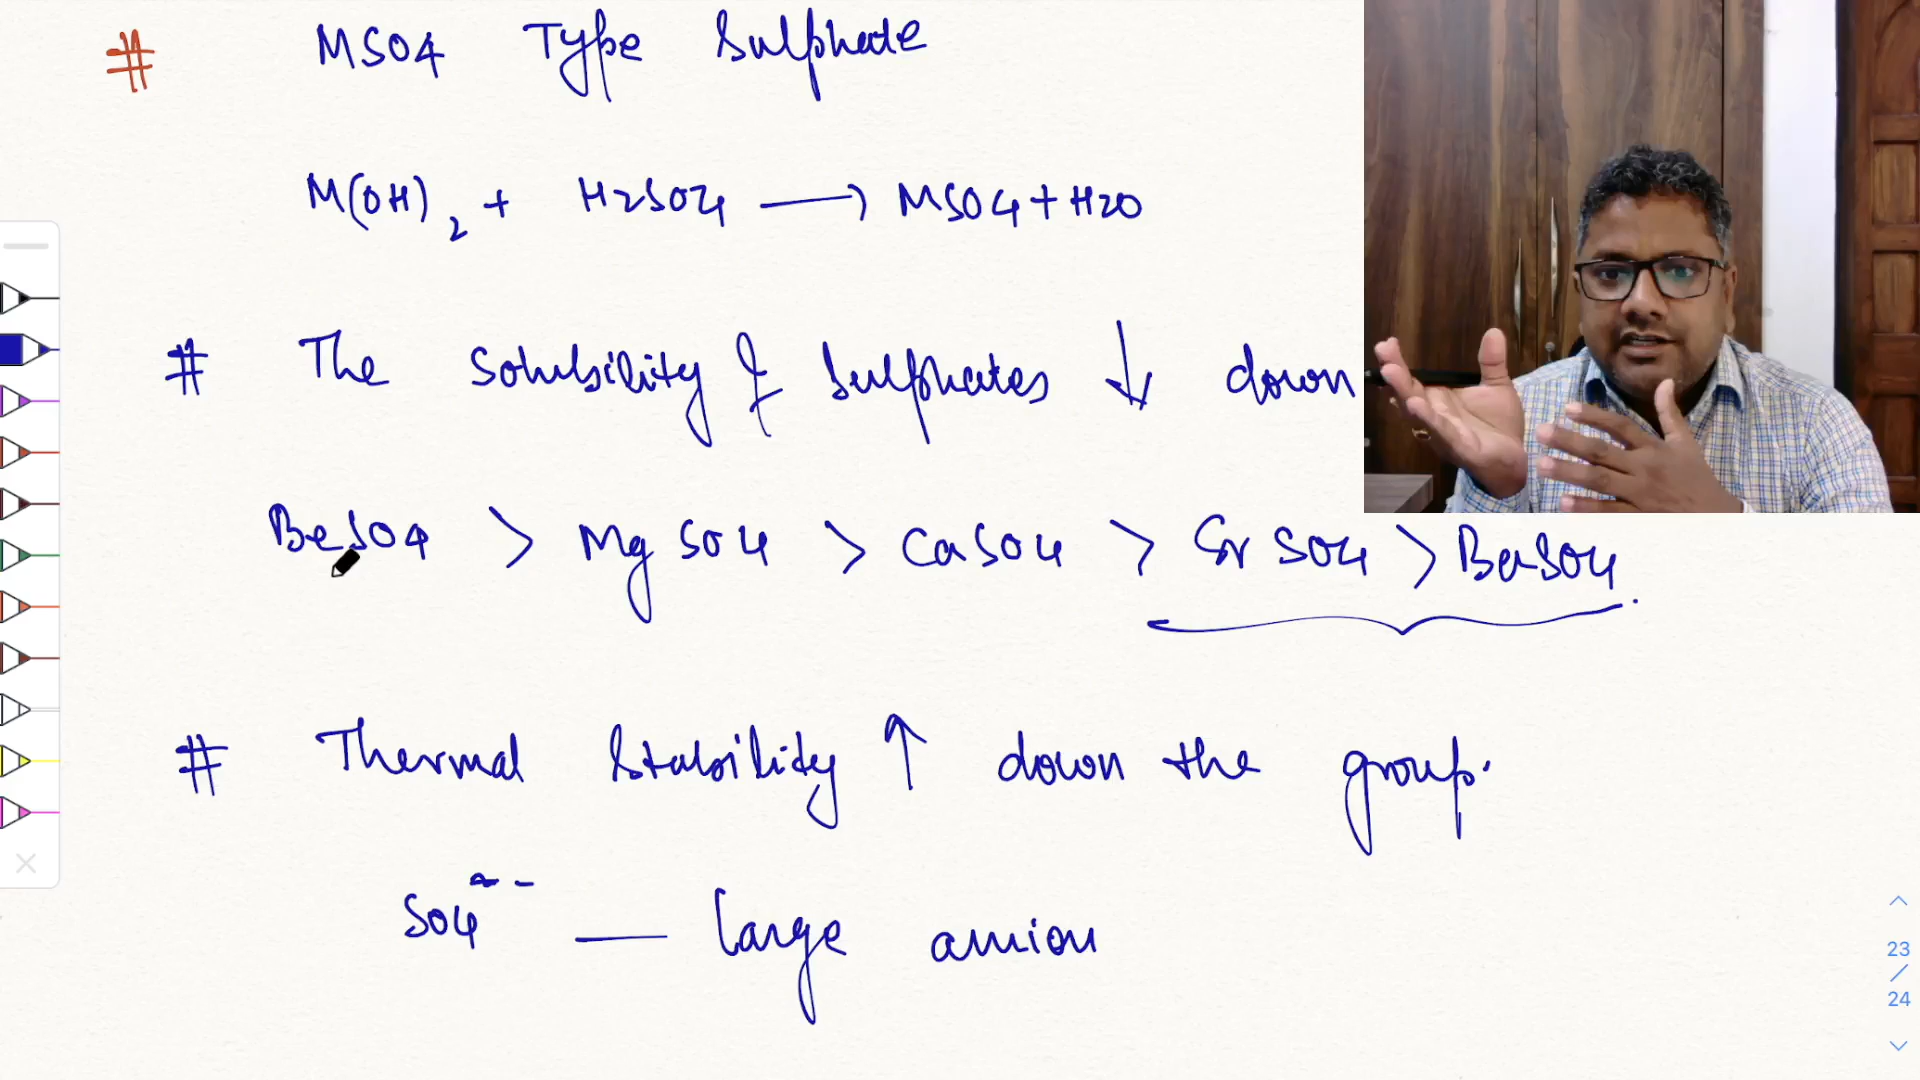 # MSO4 Type Sulphate
M(OH)2 + H2SO4 ⟶ MSO4 + H2O
# The Solubility of Sulphates ↓ down
BeSO4 > MgSO4 > CaSO4 > SrSO4 > BaSO4.
# Thermal Stability ↑ down the group.
SO4-- — large anion
23
/
24